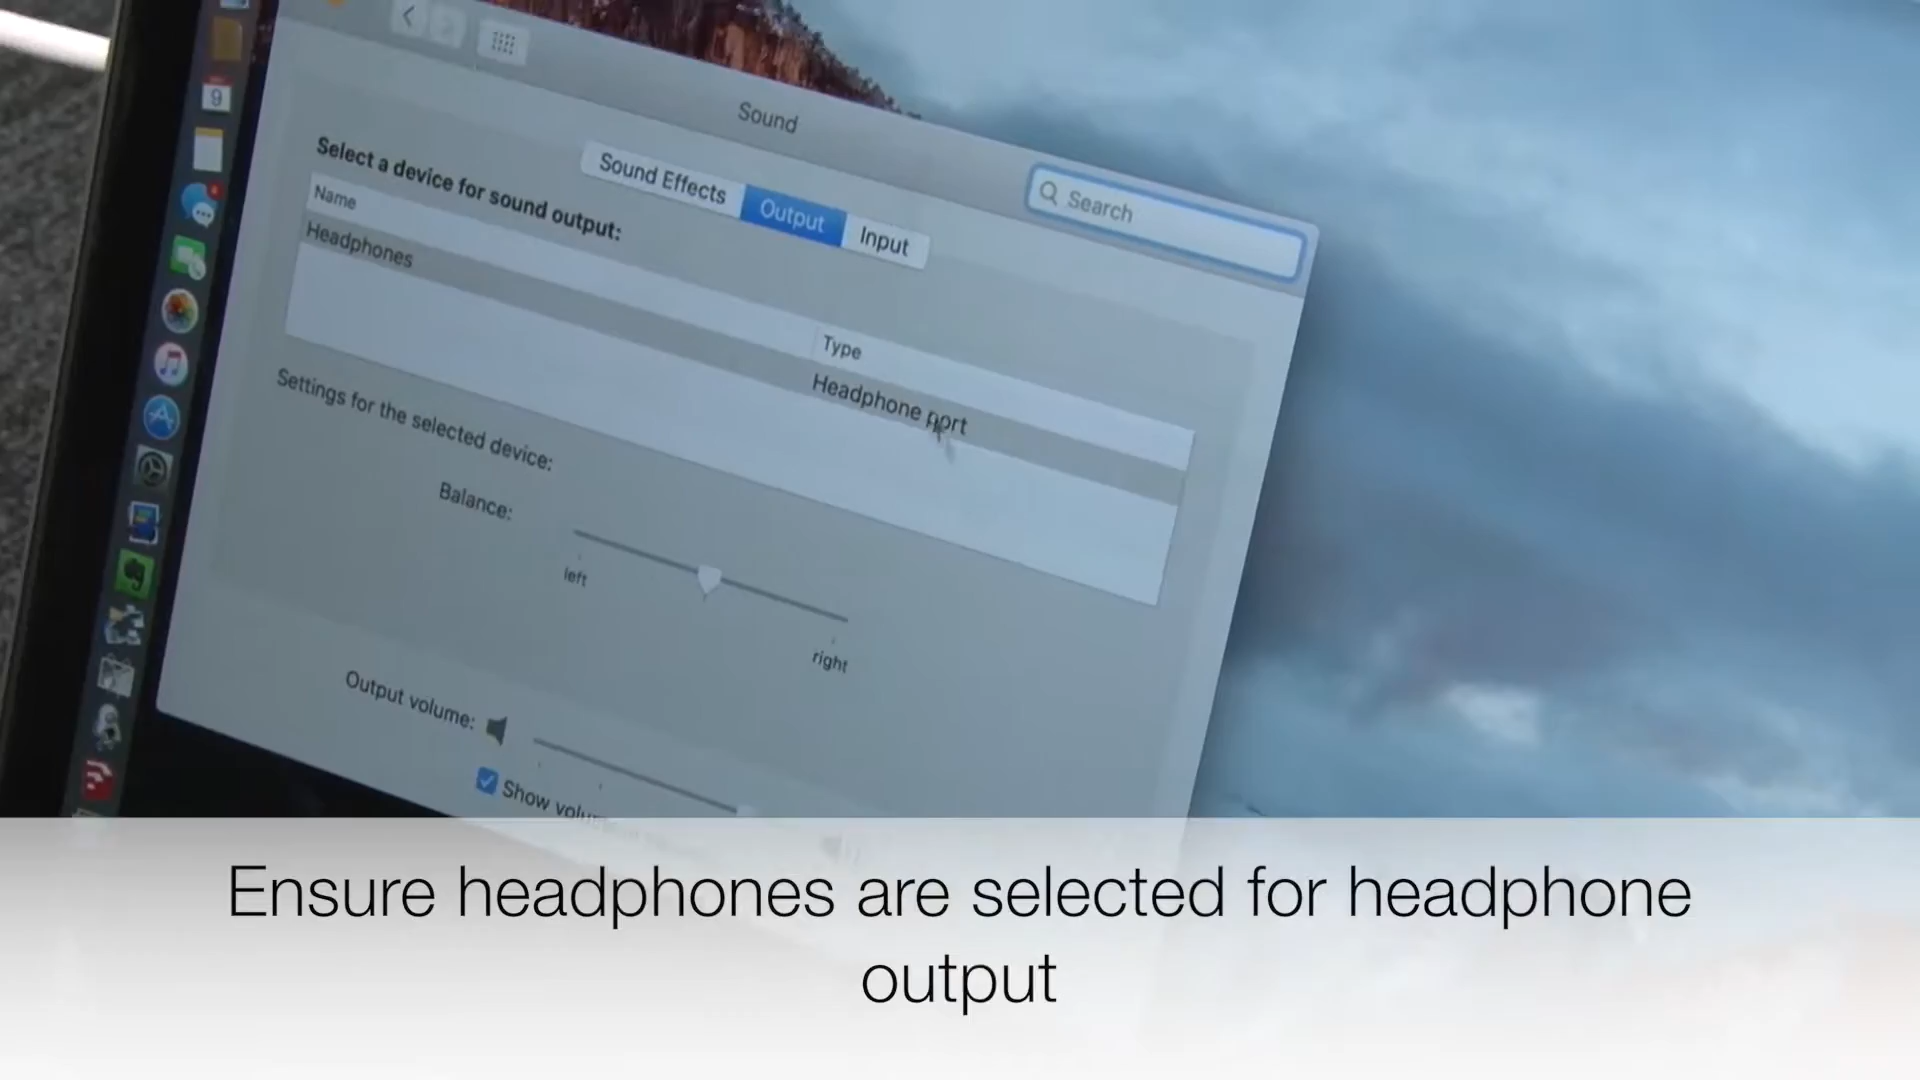 9
Sound
Sound Effects
Output
Input
Search
Select a device for sound output:
Name
Type
Headphones
Headphone port
Settings for the selected device:
Balance:
left
right
Output volume:
Show
Ensure headphones are selected for headphone
output